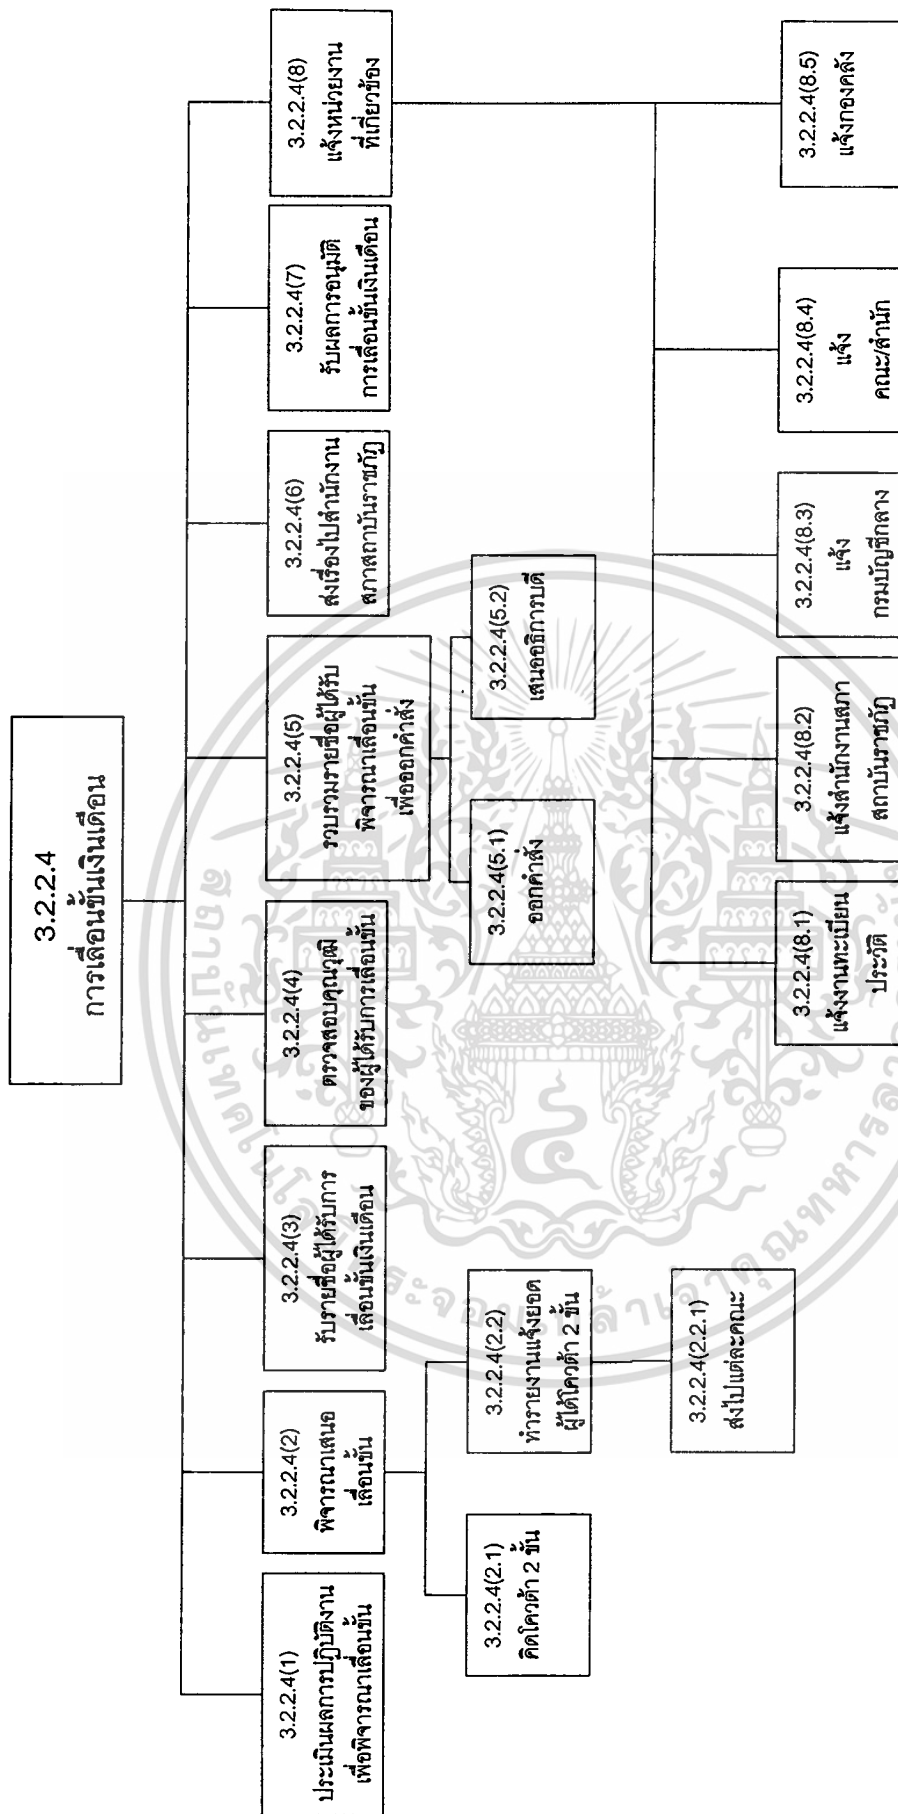 3.2.2.4
การเลื่อนขั้นเงินเดือน
3.2.2.4(1)
ประเมินผลการปฏิบัติงาน
เพื่อพิจารณาเลื่อนขั้น
3.2.2.4(2)
พิจารณาเสนอ
เลื่อนขั้น
3.2.2.4(3)
รับรายชื่อผู้ได้รับการ
เลื่อนขั้นเงินเดือน
3.2.2.4(4)
ตรวจสอบคุณวุฒิ
ของผู้ได้รับการเลื่อนขั้น
3.2.2.4(5)
รวบรวมรายชื่อผู้ได้รับ
พิจารณาเลื่อนขั้น
เพื่อออกคำสั่ง
3.2.2.4(6)
ส่งเรื่องไปสำนักงาน
สภาสถาบันราชภัฏ
3.2.2.4(7)
รับผลการอนุมัติ
การเลื่อนขั้นเงินเดือน
3.2.2.4(8)
แจ้งหน่วยงาน
ที่เกี่ยวข้อง
3.2.2.4(2.1)
คิดโควต้า 2 ขั้น
3.2.2.4(2.2)
ทำรายงานแจ้งยอด
ผู้ได้โควต้า 2 ขั้น
3.2.2.4(5.1)
ออกคำสั่ง
3.2.2.4(5.2)
เสนออธิการบดี
3.2.2.4(2.2.1)
ส่งไปแต่ละคณะ
3.2.2.4(8.1)
แจ้งงานทะเบียน
ประวัติ
3.2.2.4(8.2)
แจ้งสำนักงานสภา
สถาบันราชภัฏ
3.2.2.4(8.3)
แจ้ง
กรมบัญชีกลาง
3.2.2.4(8.4)
แจ้ง
คณะ/สำนัก
3.2.2.4(8.5)
แจ้งกองคลัง